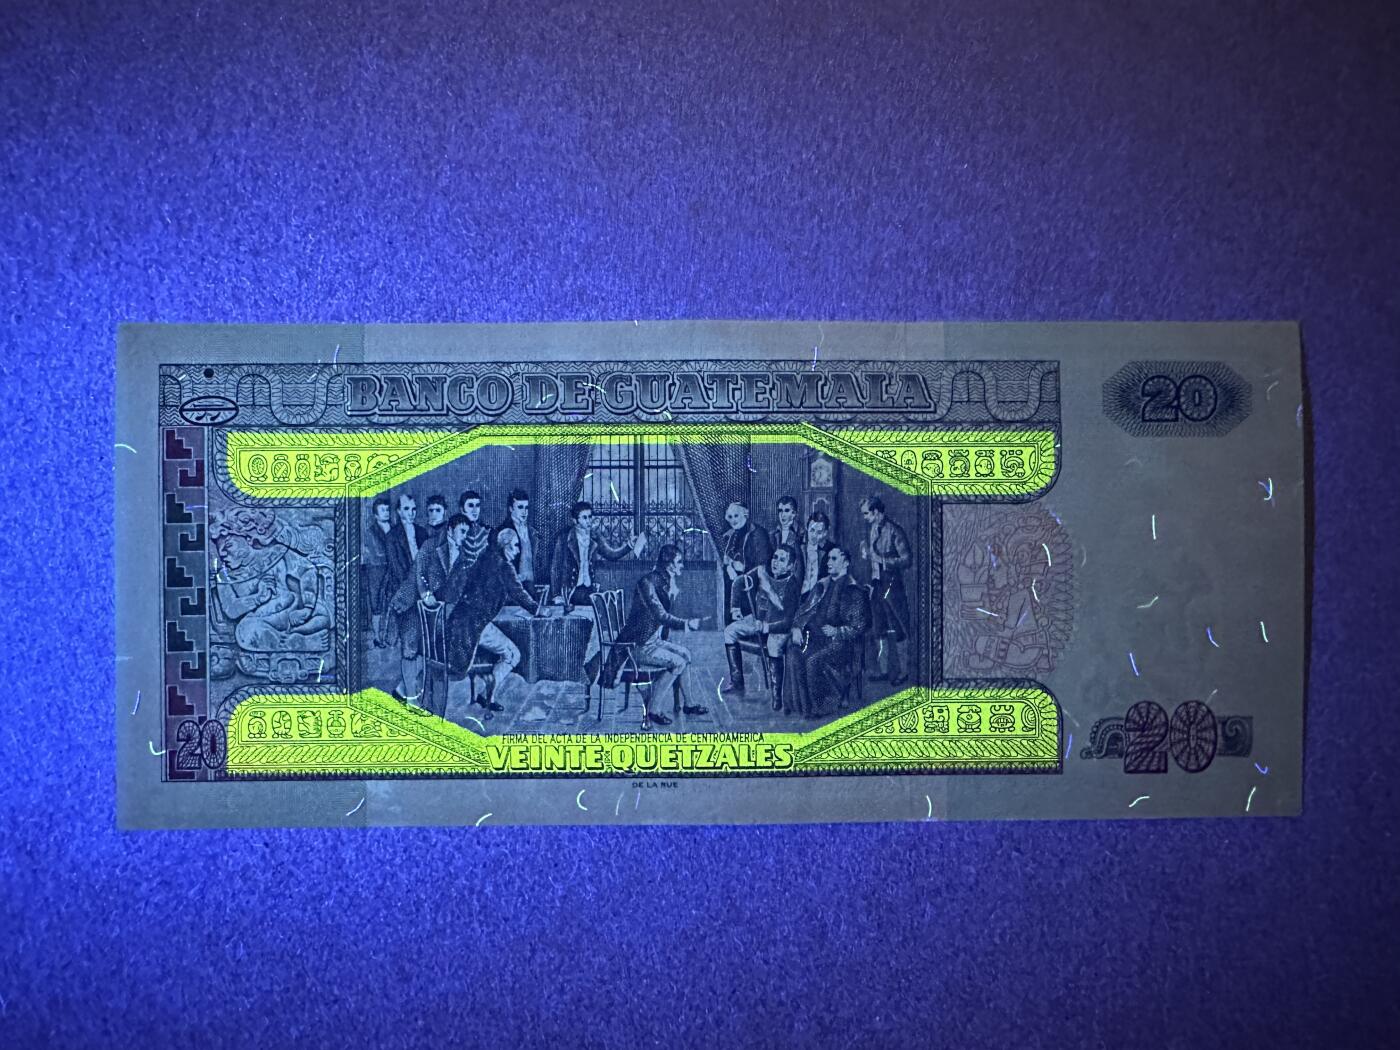 BANCO DE GUATEMALA
20
FIRMA DEL ACTA DE LA INDEPENDENCIA DE CENTROAMERICA
VEINTE QUETZALES
20
20
DE LA RUE